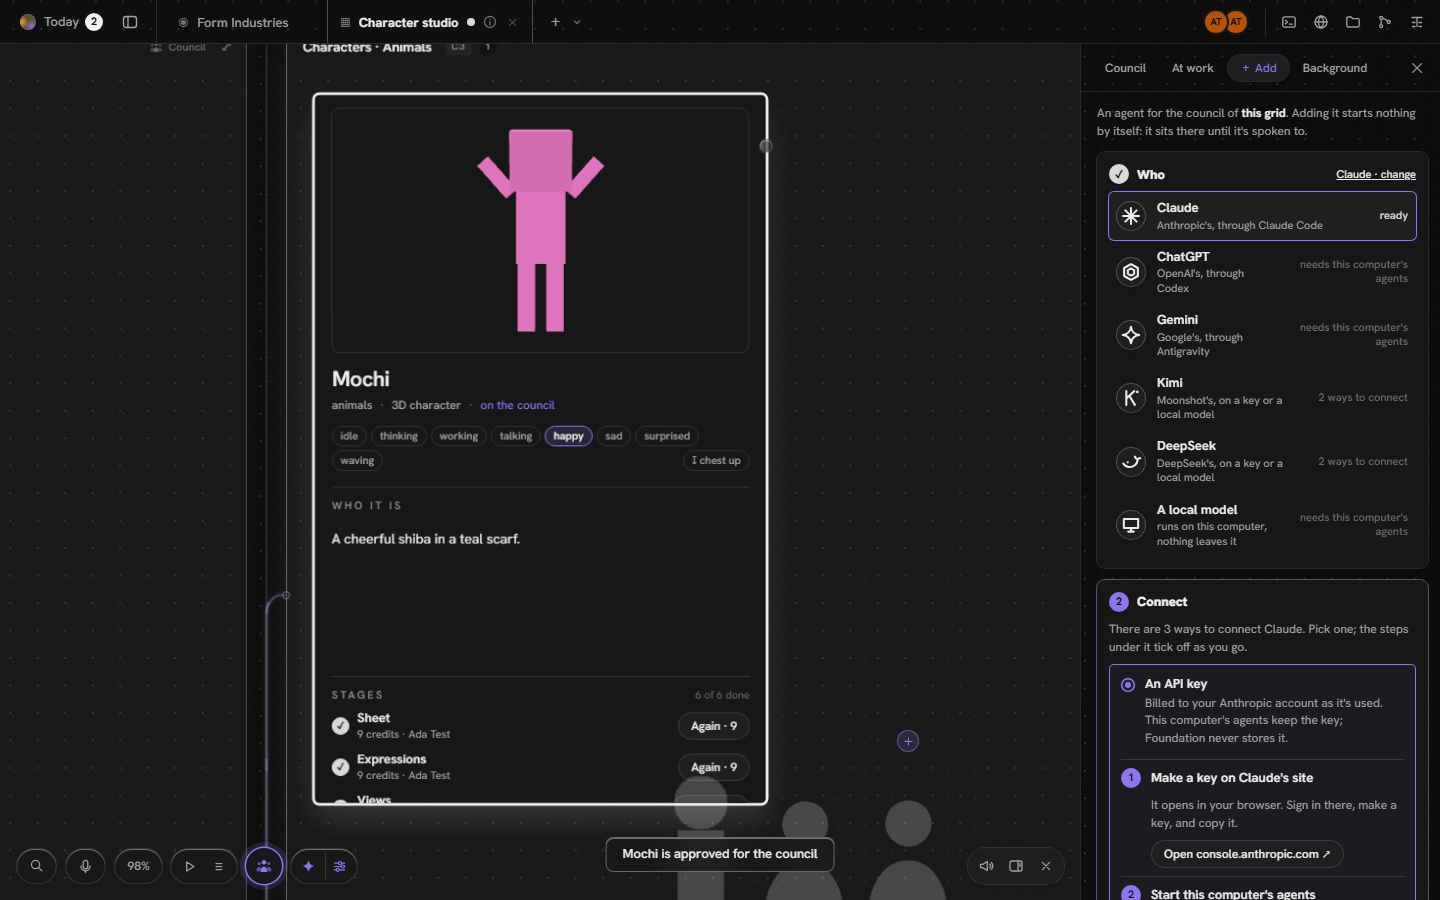 Today 2
Form Industries
Character studio
AT AT
Council
Characters · Animals C3 1
Mochi
animals · 3D character · on the council
idle thinking working talking happy sad surprised
waving
chest up
WHO IT IS
A cheerful shiba in a teal scarf.
STAGES 6 of 6 done
Sheet
9 credits · Ada Test
Again · 9
Expressions
9 credits · Ada Test
Again · 9
Views
Mochi is approved for the council
98%
Council At work + Add Background
An agent for the council of this grid. Adding it starts nothing
by itself: it sits there until it's spoken to.
Who Claude · change
Claude
Anthropic's, through Claude Code
ready
ChatGPT
OpenAI's, through
Codex
needs this computer's
agents
Gemini
Google's, through
Antigravity
needs this computer's
agents
Kimi
Moonshot's, on a key or a
local model
2 ways to connect
DeepSeek
DeepSeek's, on a key or a
local model
2 ways to connect
A local model
runs on this computer,
nothing leaves it
needs this computer's
agents
2 Connect
There are 3 ways to connect Claude. Pick one; the steps
under it tick off as you go.
An API key
Billed to your Anthropic account as it's used.
This computer's agents keep the key;
Foundation never stores it.
1 Make a key on Claude's site
It opens in your browser. Sign in there, make a
key, and copy it.
Open console.anthropic.com ↗
2 Start this computer's agents